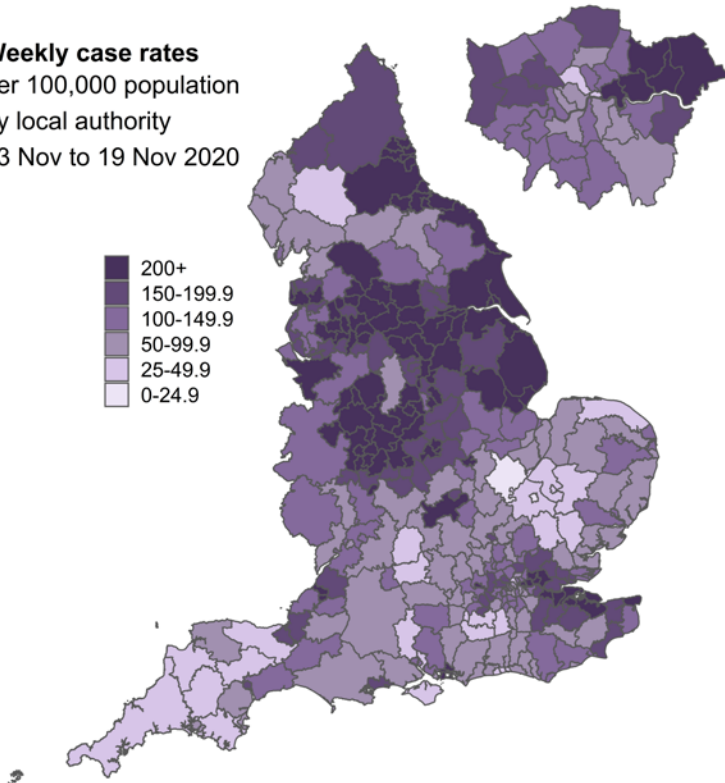 Weekly case rates
er 100,000 population
y local authority
3 Nov to 19 Nov 2020
200+
150-199.9
100-149.9
50-99.9
25-49.9
0-24.9